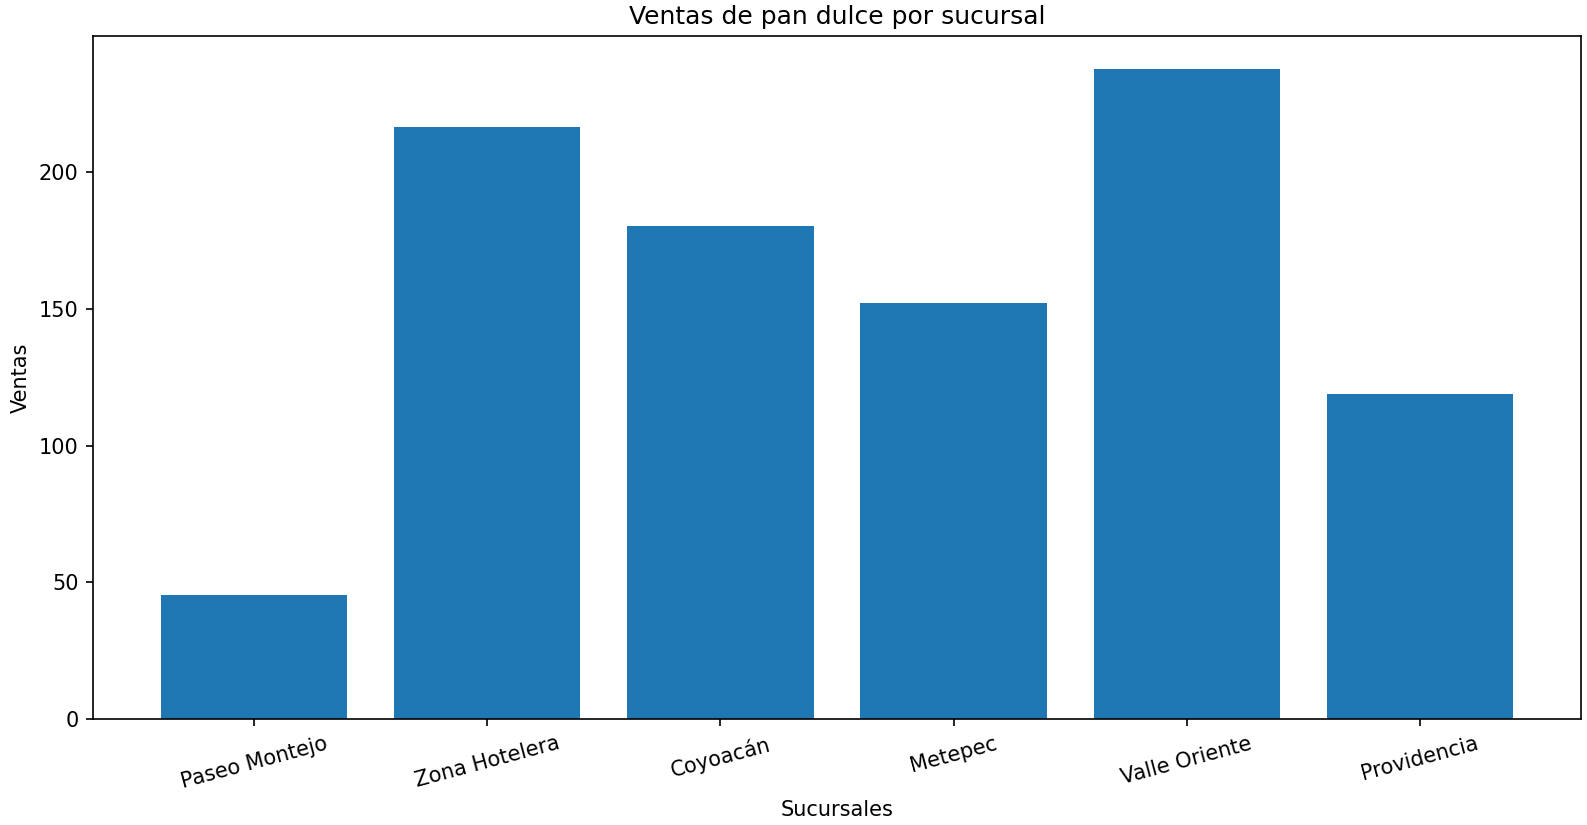 Ventas de pan dulce por sucursal
Ventas
200
150
100
50
0
Paseo Montejo
Zona Hotelera
Coyoacán
Metepec
Valle Oriente
Providencia
Sucursales